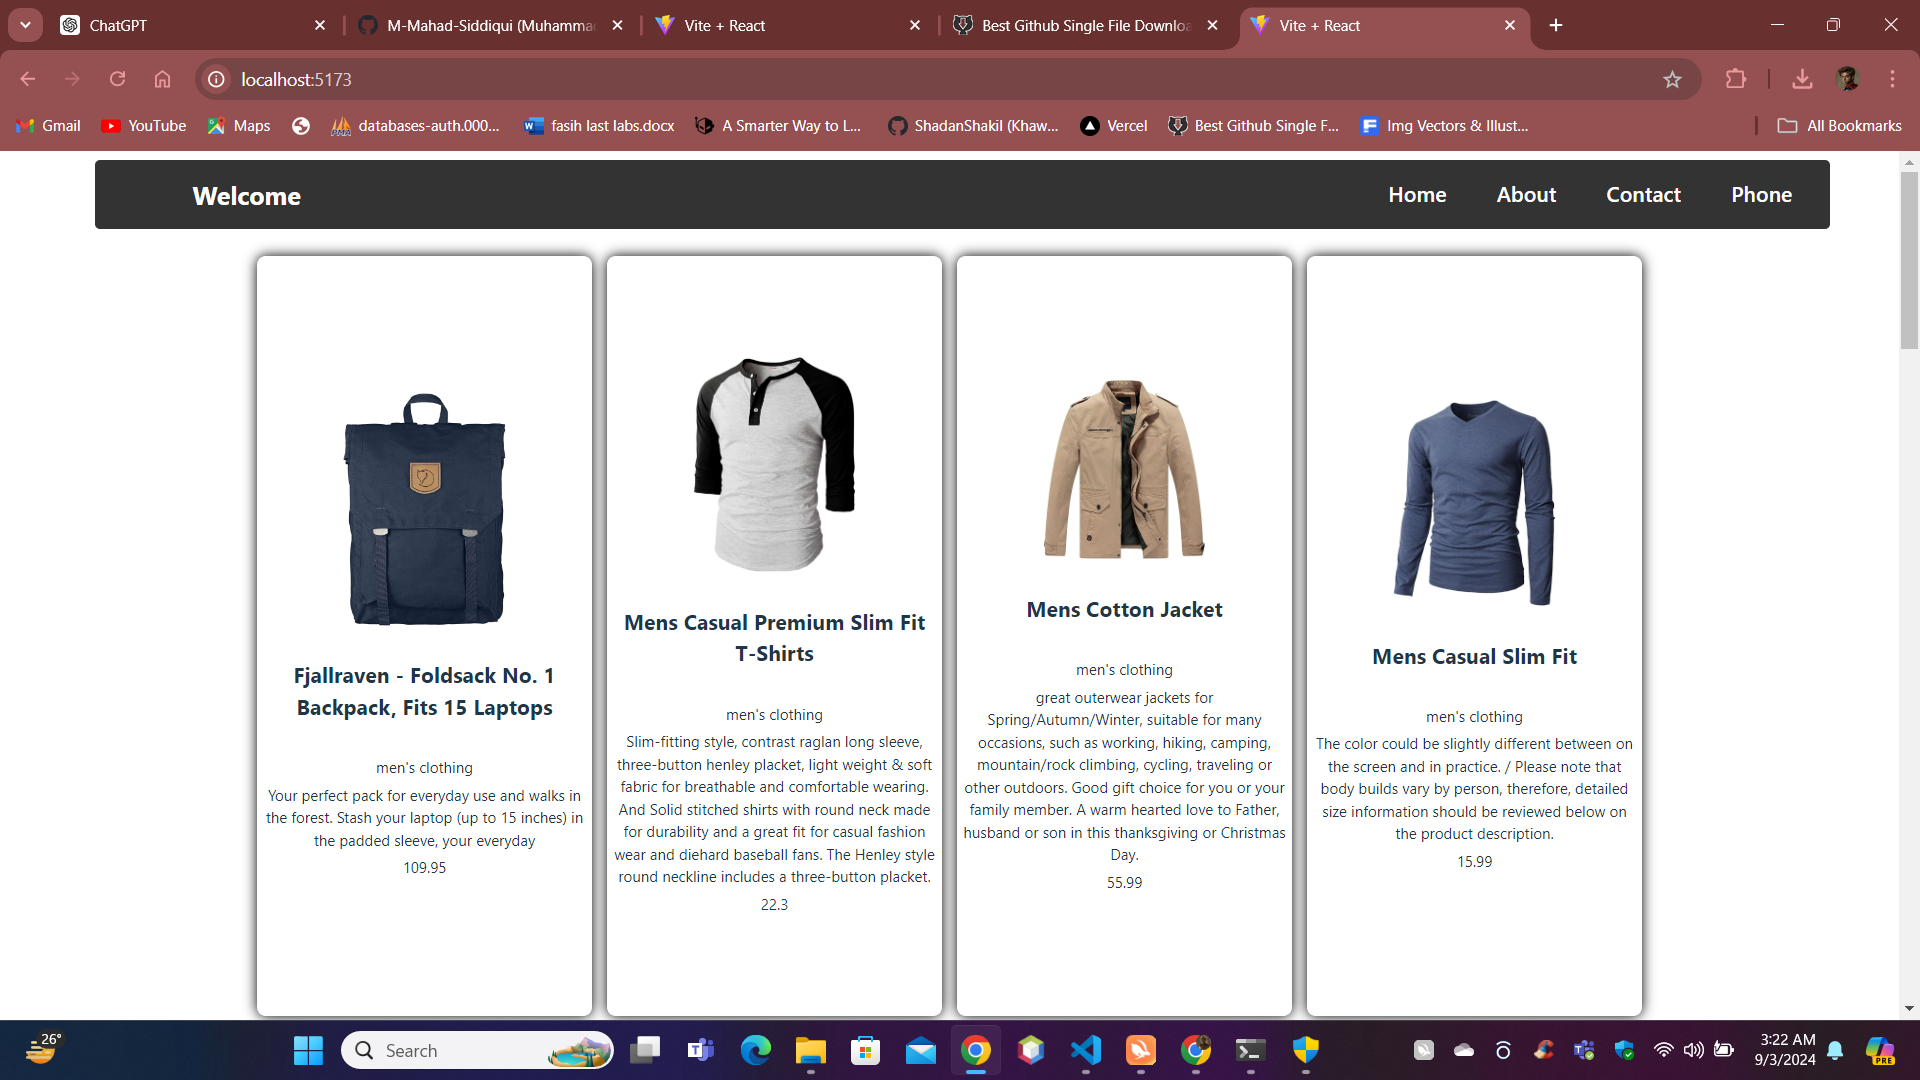 ChatGPT
M-Mahad-Siddiqui (Muhamma
Vite + React
Best Github Single File Downlo
Vite + React
localhost:5173
Gmail
YouTube
Maps
databases-auth.000...
fasih last labs.docx
A Smarter Way to L...
ShadanShakil (Khaw...
Vercel
Best Github Single F...
Img Vectors & Illust...
All Bookmarks
Welcome
Home
About
Contact
Phone
Fjallraven - Foldsack No. 1
Backpack, Fits 15 Laptops
men's clothing
Your perfect pack for everyday use and walks in
the forest. Stash your laptop (up to 15 inches) in
the padded sleeve, your everyday
109.95
Mens Casual Premium Slim Fit
T-Shirts
men's clothing
Slim-fitting style, contrast raglan long sleeve,
three-button henley placket, light weight & soft
fabric for breathable and comfortable wearing.
And Solid stitched shirts with round neck made
for durability and a great fit for casual fashion
wear and diehard baseball fans. The Henley style
round neckline includes a three-button placket.
22.3
Mens Cotton Jacket
men's clothing
great outerwear jackets for
Spring/Autumn/Winter, suitable for many
occasions, such as working, hiking, camping,
mountain/rock climbing, cycling, traveling or
other outdoors. Good gift choice for you or your
family member. A warm hearted love to Father,
husband or son in this thanksgiving or Christmas
Day.
55.99
Mens Casual Slim Fit
men's clothing
The color could be slightly different between on
the screen and in practice. / Please note that
body builds vary by person, therefore, detailed
size information should be reviewed below on
the product description.
15.99
26°
Search
3:22 AM
9/3/2024
PRE